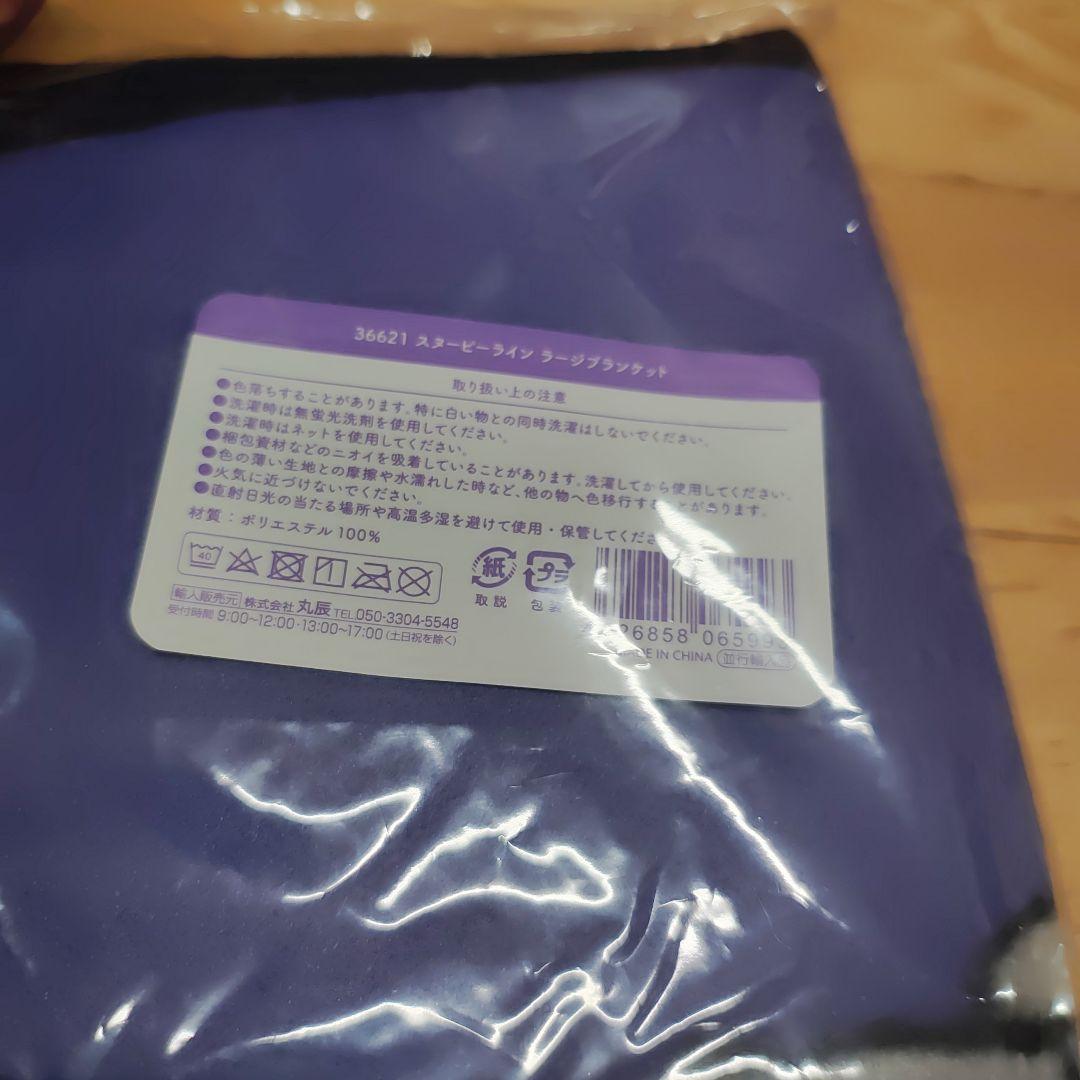 36621 スターピーライン ラージブランケット
取り扱い上の注意
●色落ちすることがあります。特に白い物との同時洗濯はしないでください。
●洗濯時は無蛍光洗剤を使用してください。
●洗濯時はネットを使用してください。
●梱包資材などのニオイを吸着していることがあります。洗濯してから使用してください。
●色の薄い生地との摩擦や水濡れした時など、他の物へ色移行することがあります。
●火気に近づけないでください。
●直射日光の当たる場所や高温多湿を避けて使用・保管してくださ
材質：ポリエステル100%
40
紙 プラ
取説 包装
輸入販売元 株式会社 丸辰 TEL.050-3304-5548
受付時間 9:00~12:00・13:00~17:00 (土日祝を除く)
26858 06599
MADE IN CHINA 並行輸入